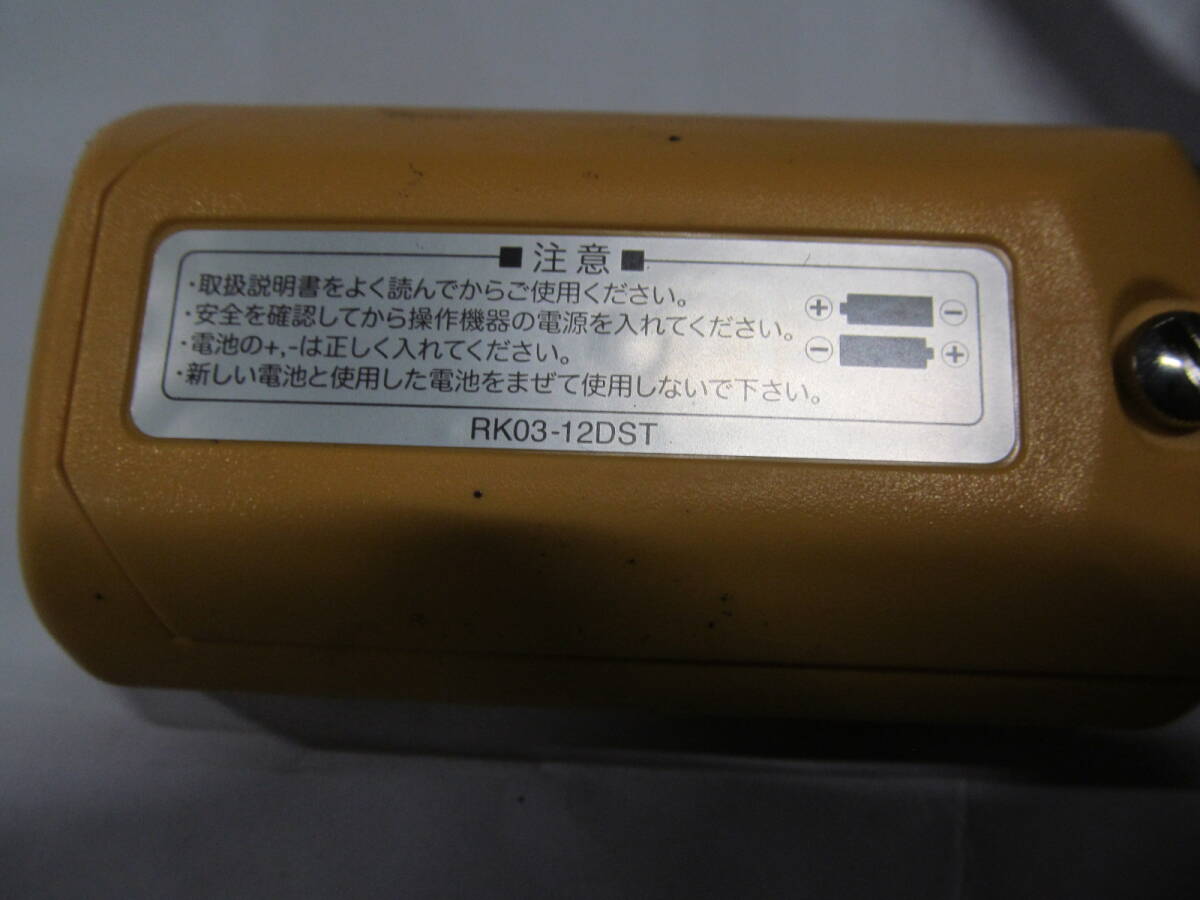 ■注意■
・取扱説明書をよく読んでからご使用ください。
・安全を確認してから操作機器の電源を入れてください。
・電池の+,-は正しく入れてください。
・新しい電池と使用した電池をまぜて使用しないで下さい。
+ -
- +
RK03-12DST